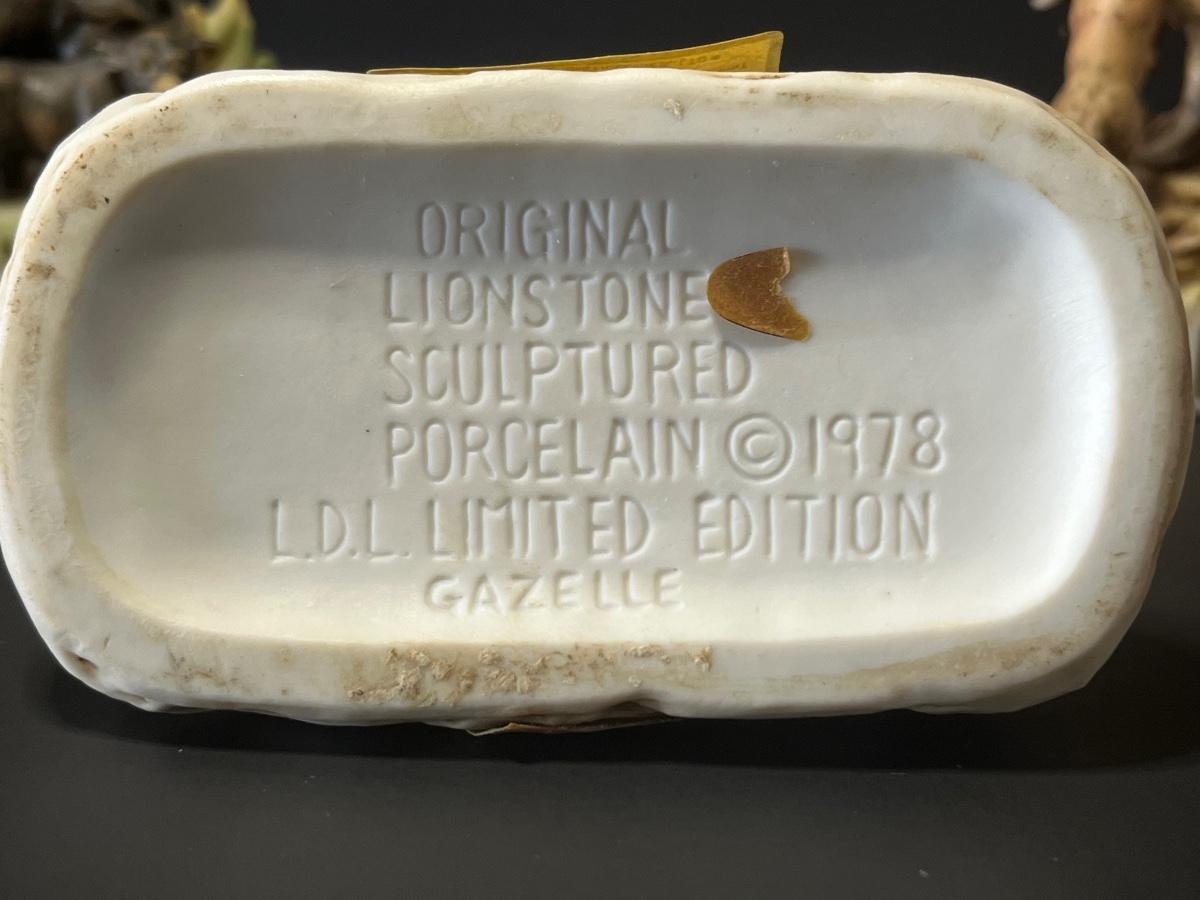 ORIGINAL
LIONSTONE
SCULPTURED
PORCELAIN © 1978
L.D.L. LIMITED EDITION
GAZELLE